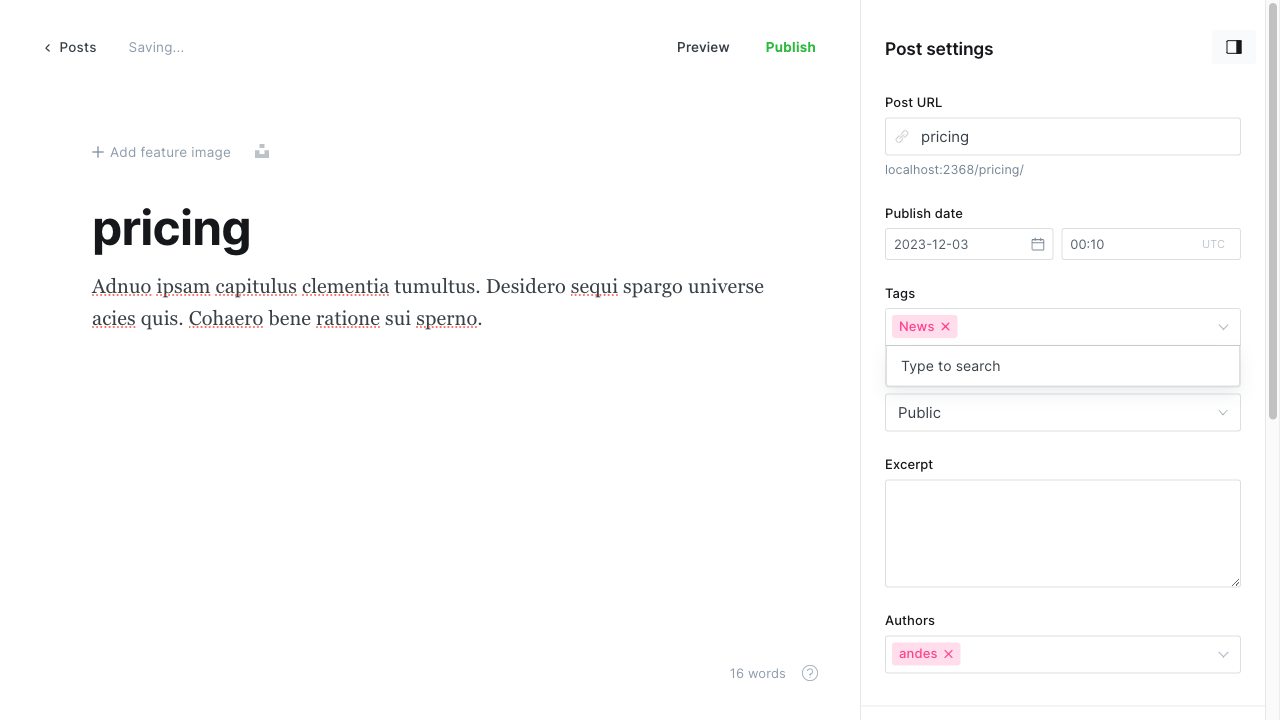 Posts
Saving...
Preview
Publish
Add feature image
pricing
Adnuo ipsam capitulus clementia tumultus. Desidero sequi spargo universe
acies quis. Cohaero bene ratione sui sperno.
16 words
Post settings
Post URL
pricing
localhost:2368/pricing/
Publish date
2023-12-03
00:10
UTC
Tags
News
Type to search
Public
Excerpt
Authors
andes